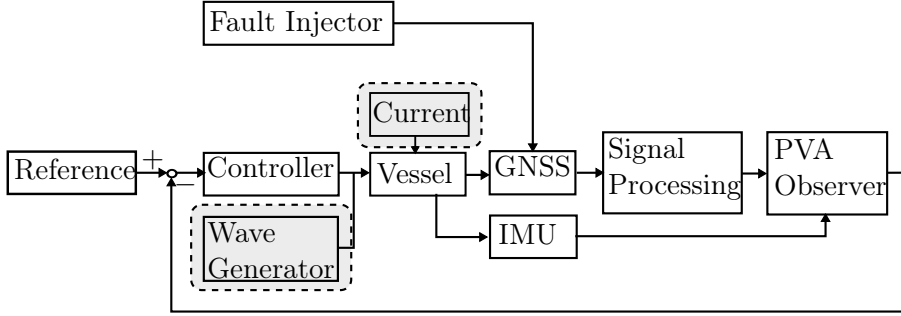 Fault Injector
Current
Reference
+
−
Controller
Vessel
GNSS
Signal
Processing
PVA
Observer
Wave
Generator
IMU